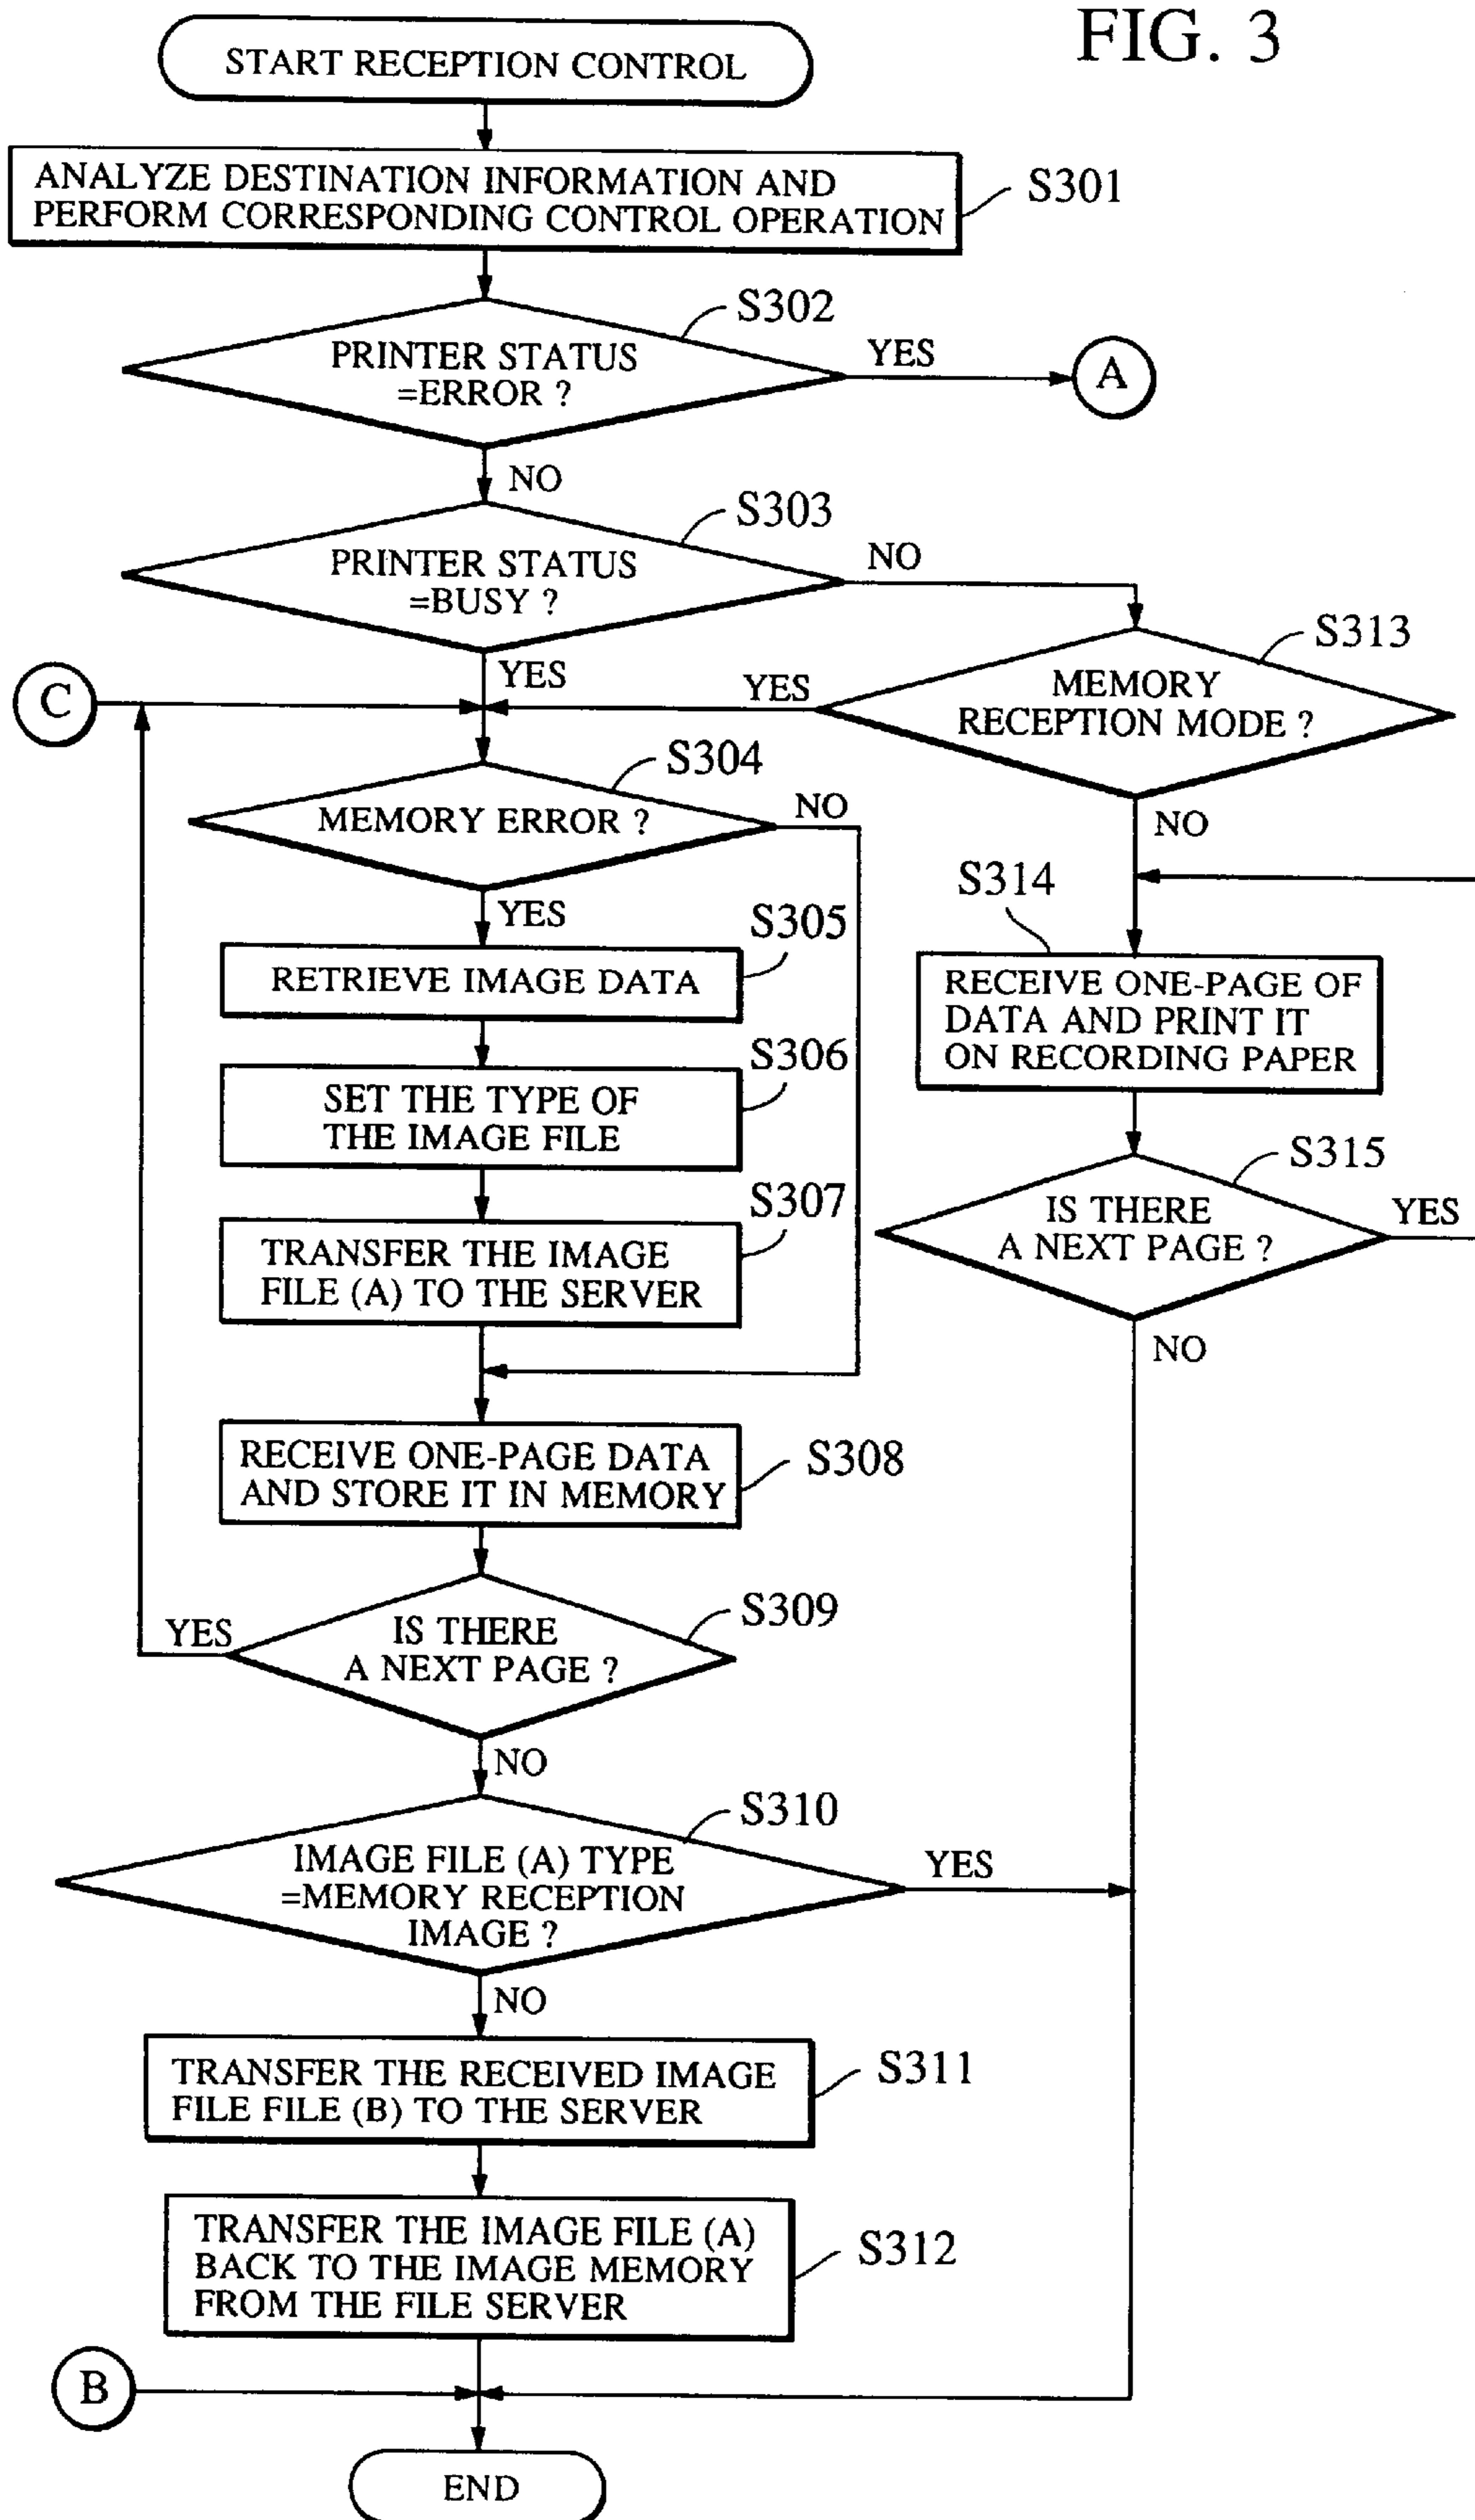 FIG. 3
START RECEPTION CONTROL
ANALYZE DESTINATION INFORMATION AND
PERFORM CORRESPONDING CONTROL OPERATION
S301
S302
PRINTER STATUS
=ERROR ?
YES
A
NO
S303
PRINTER STATUS
=BUSY ?
NO
YES
S313
MEMORY
RECEPTION MODE ?
YES
C
NO
S304
MEMORY ERROR ?
NO
YES
S305
RETRIEVE IMAGE DATA
S306
SET THE TYPE OF
THE IMAGE FILE
S307
TRANSFER THE IMAGE
FILE (A) TO THE SERVER
S314
RECEIVE ONE-PAGE OF
DATA AND PRINT IT
ON RECORDING PAPER
S315
IS THERE
A NEXT PAGE ?
YES
NO
RECEIVE ONE-PAGE DATA
AND STORE IT IN MEMORY
S308
S309
IS THERE
A NEXT PAGE ?
YES
NO
S310
IMAGE FILE (A) TYPE
=MEMORY RECEPTION
IMAGE ?
YES
NO
TRANSFER THE RECEIVED IMAGE
FILE FILE (B) TO THE SERVER
S311
TRANSFER THE IMAGE FILE (A)
BACK TO THE IMAGE MEMORY
FROM THE FILE SERVER
S312
B
END